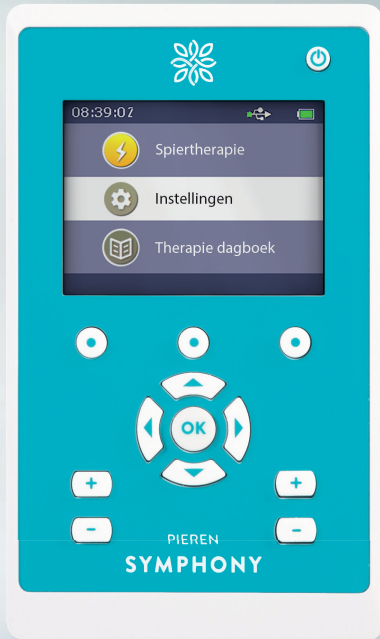 08:39:07
Spiertherapie
Instellingen
Therapie dagboek
OK
+ +
- -
PIEREN
SYMPHONY